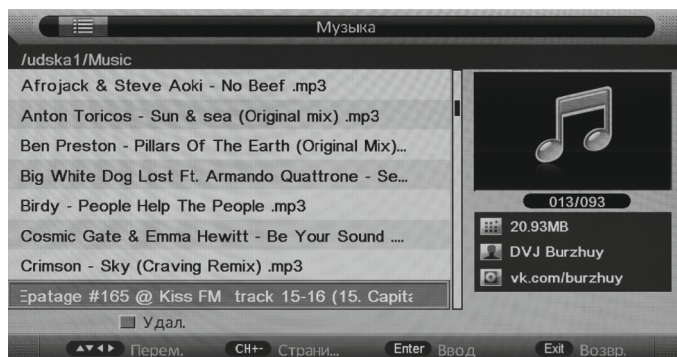 Музыка
/udska1/Music
Afrojack & Steve Aoki - No Beef .mp3
Anton Toricos - Sun & sea (Original mix) .mp3
Ben Preston - Pillars Of The Earth (Original Mix)...
Big White Dog Lost Ft. Armando Quattrone - Se...
Birdy - People Help The People .mp3
Cosmic Gate & Emma Hewitt - Be Your Sound ....
Crimson - Sky (Craving Remix) .mp3
Epatage #165 @ Kiss FM track 15-16 (15. Capita
013/093
20.93MB
DVJ Burzhuy
vk.com/burzhuy
Удал.
Перем. CH+- Страни... Enter Ввод Exit Возвр.